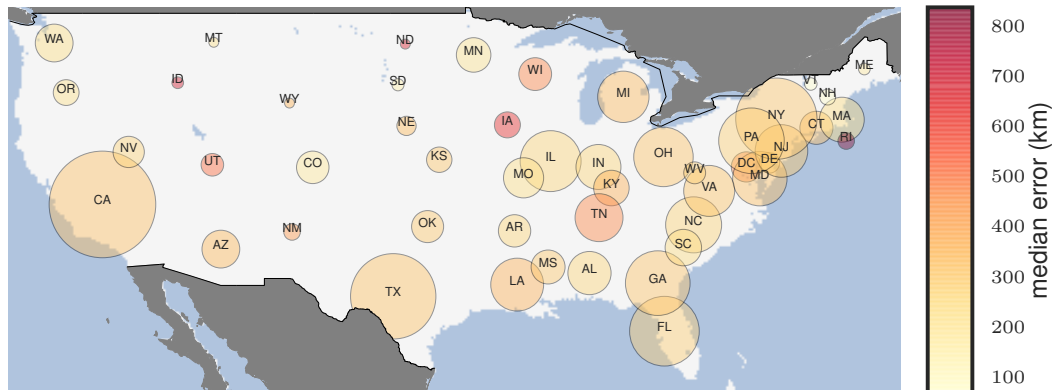 WA
MT
ND
MN
ME
OR
ID
SD
WI
VT
WY
MI
NH
NE
IA
NY
CT
MA
NV
PA
RI
UT
CO
KS
IL
IN
OH
NJ
MO
WV
DC
DE
MD
KY
VA
CA
TN
NM
OK
AR
NC
AZ
SC
MS
AL
LA
GA
TX
FL
800
700
600
500
400
300
200
100
median error (km)